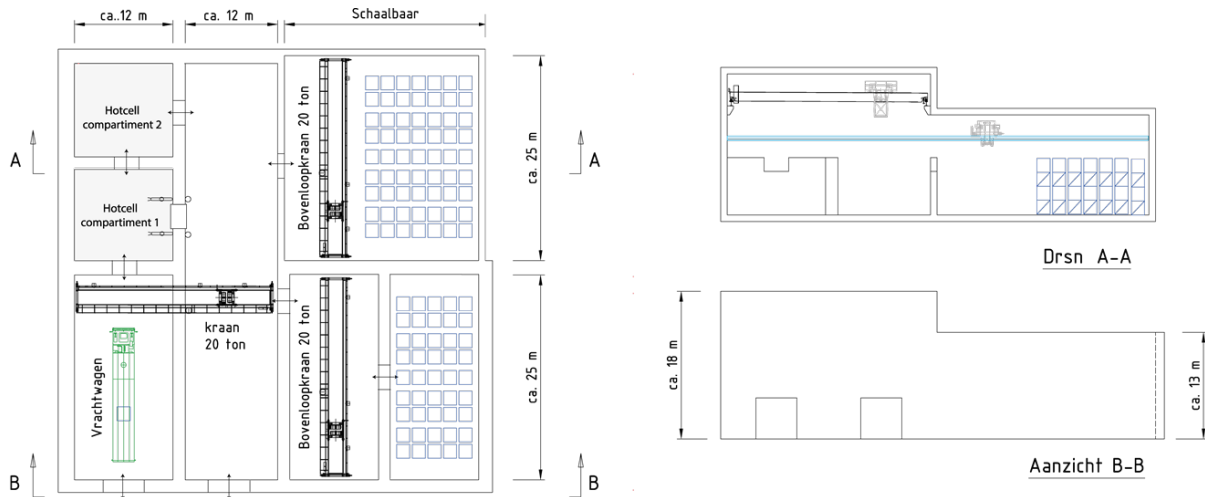 ca..12 m
ca. 12 m
Schaalbaar
Hotcell
compartiment 2
Hotcell
compartiment 1
Bovenloopkraan 20 ton
ca. 25 m
A
A
kraan
20 ton
Vrachtwagen
Bovenloopkraan 20 ton
ca. 25 m
B
B
Drsn A-A
ca. 18 m
ca. 13 m
Aanzicht B-B